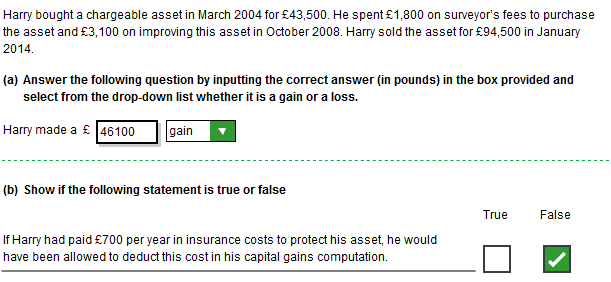 Harry bought a chargeable asset in March 2004 for £43,500. He spent £1,800 on surveyor's fees to purchase
the asset and £3,100 on improving this asset in October 2008. Harry sold the asset for £94,500 in January
2014.
(a) Answer the following question by inputting the correct answer (in pounds) in the box provided and
select from the drop-down list whether it is a gain or a loss.
Harry made a £ 46100 gain
(b) Show if the following statement is true or false
True False
If Harry had paid £700 per year in insurance costs to protect his asset, he would
have been allowed to deduct this cost in his capital gains computation.